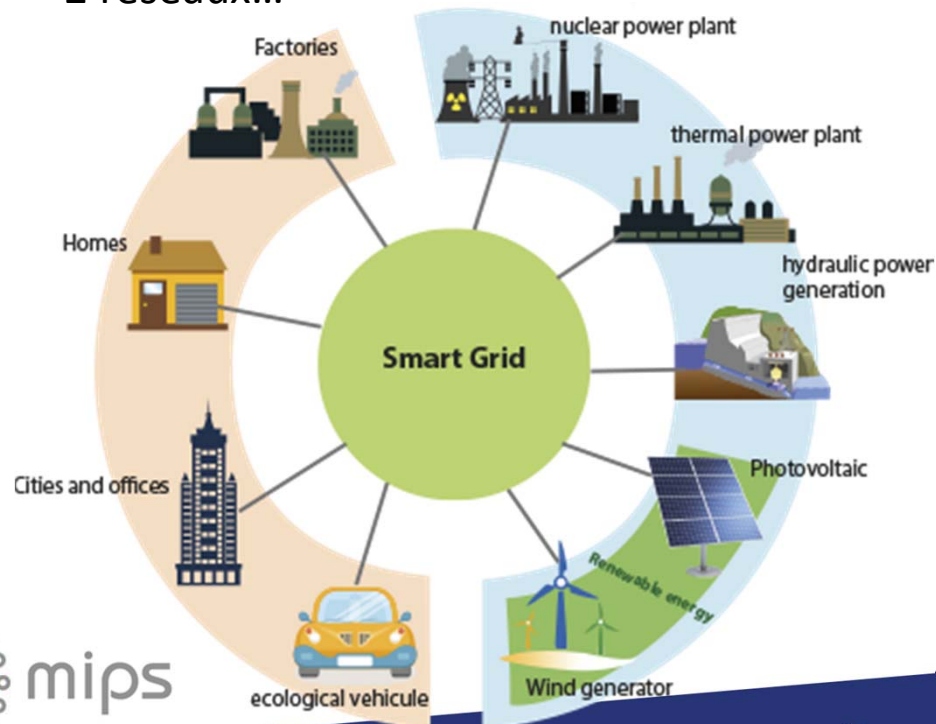 nuclear power plant
Factories
thermal power plant
Homes
hydraulic power
generation
Smart Grid
Photovoltaic
Cities and offices
Renewable energy
Wind generator
ecological vehicule
mips